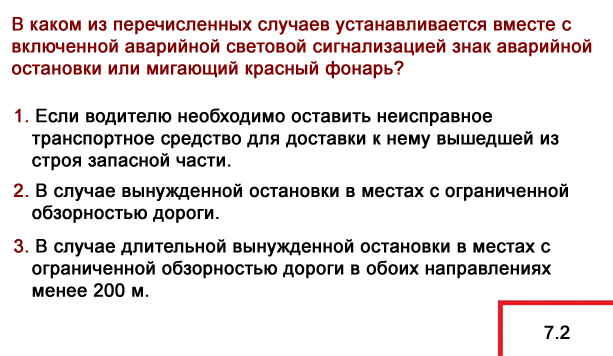 В каком из перечисленных случаев устанавливается вместе с
включенной аварийной световой сигнализацией знак аварийной
остановки или мигающий красный фонарь?
1. Если водителю необходимо оставить неисправное
транспортное средство для доставки к нему вышедшей из
строя запасной части.
2. В случае вынужденной остановки в местах с ограниченной
обзорностью дороги.
3. В случае длительной вынужденной остановки в местах с
ограниченной обзорностью дороги в обоих направлениях
менее 200 м.
7.2